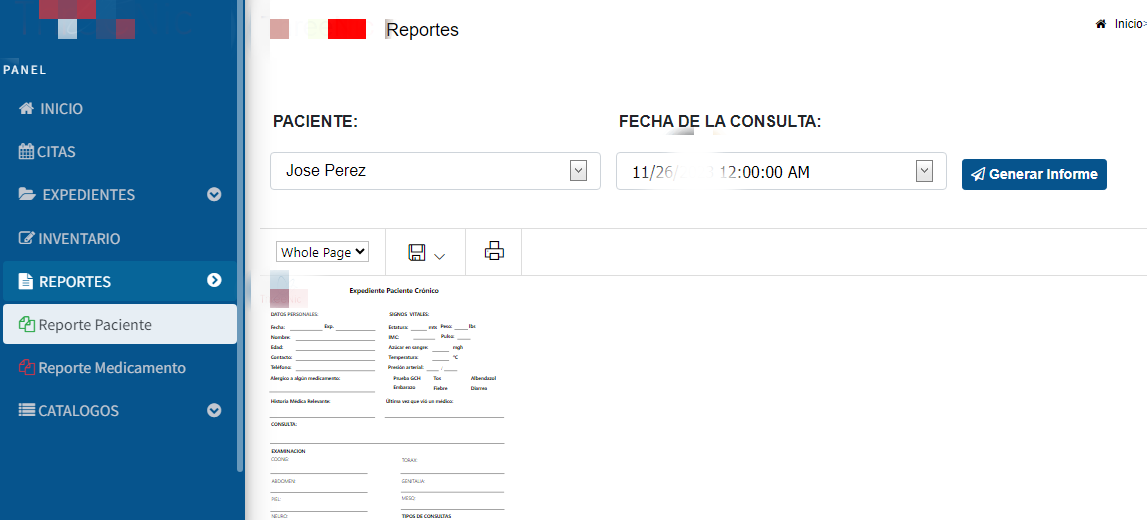 PANEL
INICIO
CITAS
EXPEDIENTES
INVENTARIO
REPORTES
Reporte Paciente
Reporte Medicamento
CATALOGOS
Reportes
Inicio>
PACIENTE:
FECHA DE LA CONSULTA:
Jose Perez
11/26/ 12:00:00 AM
Generar Informe
Whole Page
Expediente Paciente Crónico
DATOS PERSONALES:
SIGNOS VITALES:
Fecha: Exp.
Estatura: mts Peso: lbs
Nombre:
IMC: Pulso:
Edad:
Azúcar en sangre: mgh
Contacto:
Temperatura: °C
Teléfono:
Presión arterial: /
Alergico a algún medicamento:
Prueba GCH Tos Albendazol
Embarazo Fiebre Diarrea
Historia Médica Relevante:
Última vez que vió un médico:
CONSULTA:
EXAMINACION
COONG:
TORAX:
ABDOMEN:
GENITALIA:
PIEL:
MESQ:
NEURO:
TIPOS DE CONSULTAS